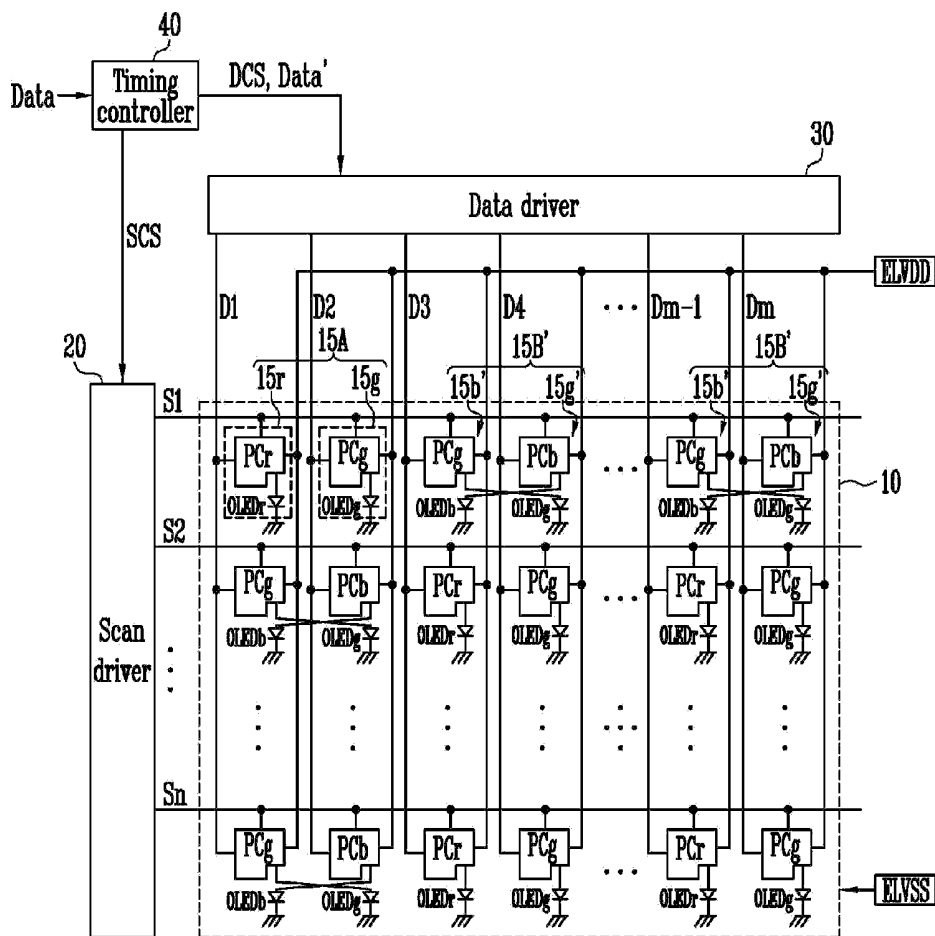 40
Timing
controller
Data
DCS, Data'
30
Data driver
SCS
ELVDD
D1 D2 D3 D4 ... Dm-1 Dm
20
15A 15B' 15B'
15r 15g 15b' 15g' 15b' 15g'
S1
PCr PCg PCg PCb ... PCg PCb
10
OLEDr OLEDg OLEDb OLEDg OLEDb OLEDg
S2
PCg PCb PCr PCg ... PCr PCg
OLEDb OLEDg OLEDr OLEDg OLEDr OLEDg
Scan
driver
Sn
PCg PCb PCr PCg ... PCr PCg
OLEDb OLEDg OLEDr OLEDg OLEDr OLEDg
ELVSS